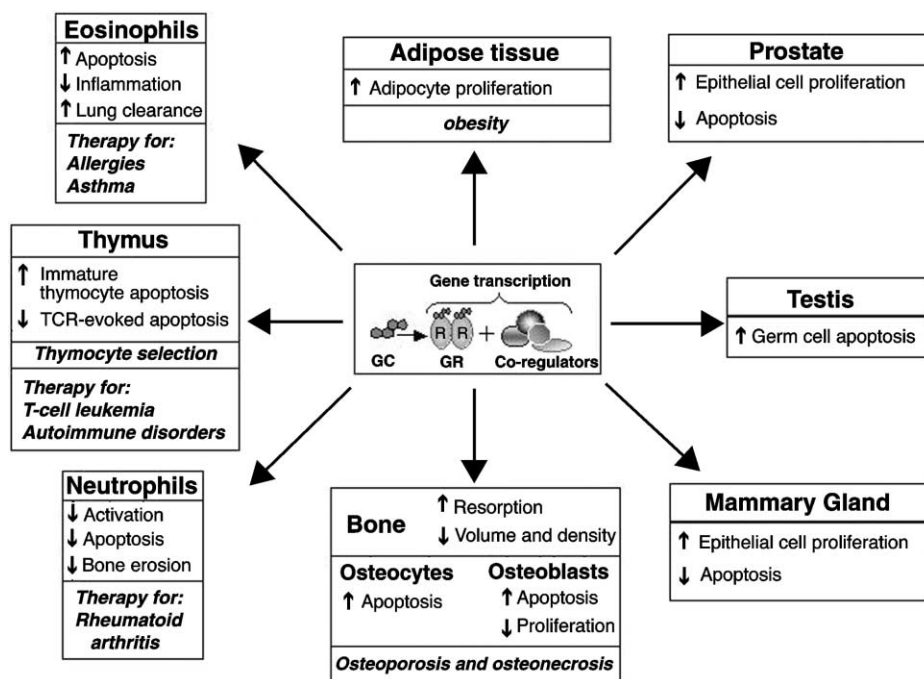 Eosinophils
↑ Apoptosis
↓ Inflammation
↑ Lung clearance
Therapy for:
Allergies
Asthma
Adipose tissue
↑ Adipocyte proliferation
obesity
Prostate
↑ Epithelial cell proliferation
↓ Apoptosis
Thymus
↑ Immature
thymocyte apoptosis
↓ TCR-evoked apoptosis
Thymocyte selection
Therapy for:
T-cell leukemia
Autoimmune disorders
Gene transcription
R R +
GC GR Co-regulators
Testis
↑ Germ cell apoptosis
Neutrophils
↓ Activation
↓ Apoptosis
↓ Bone erosion
Therapy for:
Rheumatoid
arthritis
Bone
↑ Resorption
↓ Volume and density
Osteocytes
↑ Apoptosis
Osteoblasts
↑ Apoptosis
↓ Proliferation
Osteoporosis and osteonecrosis
Mammary Gland
↑ Epithelial cell proliferation
↓ Apoptosis